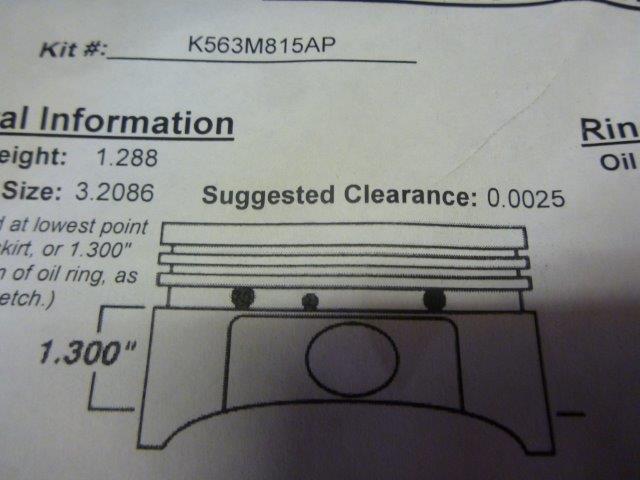 Kit #: K563M815AP
al Information
eight: 1.288
Rin
Oil
Size: 3.2086
Suggested Clearance: 0.0025
d at lowest point
skirt, or 1.300"
n of oil ring, as
etch.)
1.300"